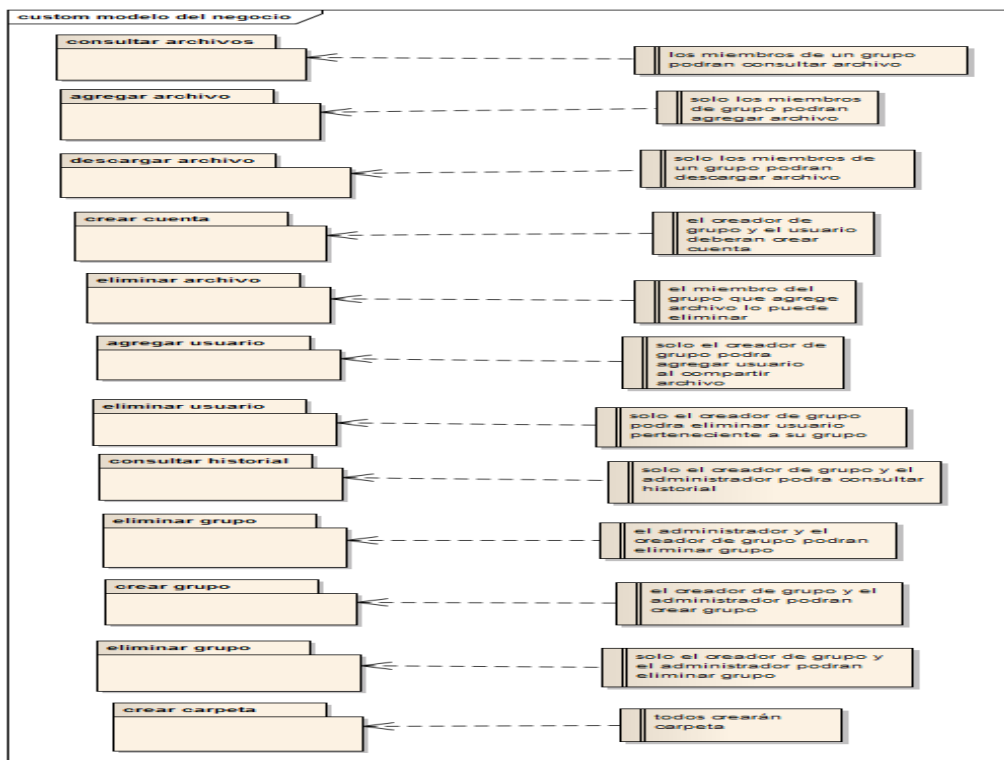 custom modelo del negocio
consultar archivos
los miembros de un grupo
podran consultar archivo
agregar archivo
solo los miembros
de grupo podran
agregar archivo
descargar archivo
solo los miembros de
un grupo podran
descargar archivo
crear cuenta
el creador de
grupo y el usuario
deberan crear
cuenta
eliminar archivo
el miembro del
grupo que agrege
archivo lo puede
eliminar
agregar usuario
solo el creador de
grupo podra
agregar usuario
al compartir
archivo
eliminar usuario
solo el creador de grupo
podra eliminar usuario
perteneciente a su grupo
consultar historial
solo el creador de grupo y el
administrador podra consultar
historial
eliminar grupo
el administrador y el
creador de grupo podran
eliminar grupo
crear grupo
el creador de grupo y el
administrador podran
crear grupo
eliminar grupo
solo el creador de grupo y
el administrador podran
eliminar grupo
crear carpeta
todos crearán
carpeta